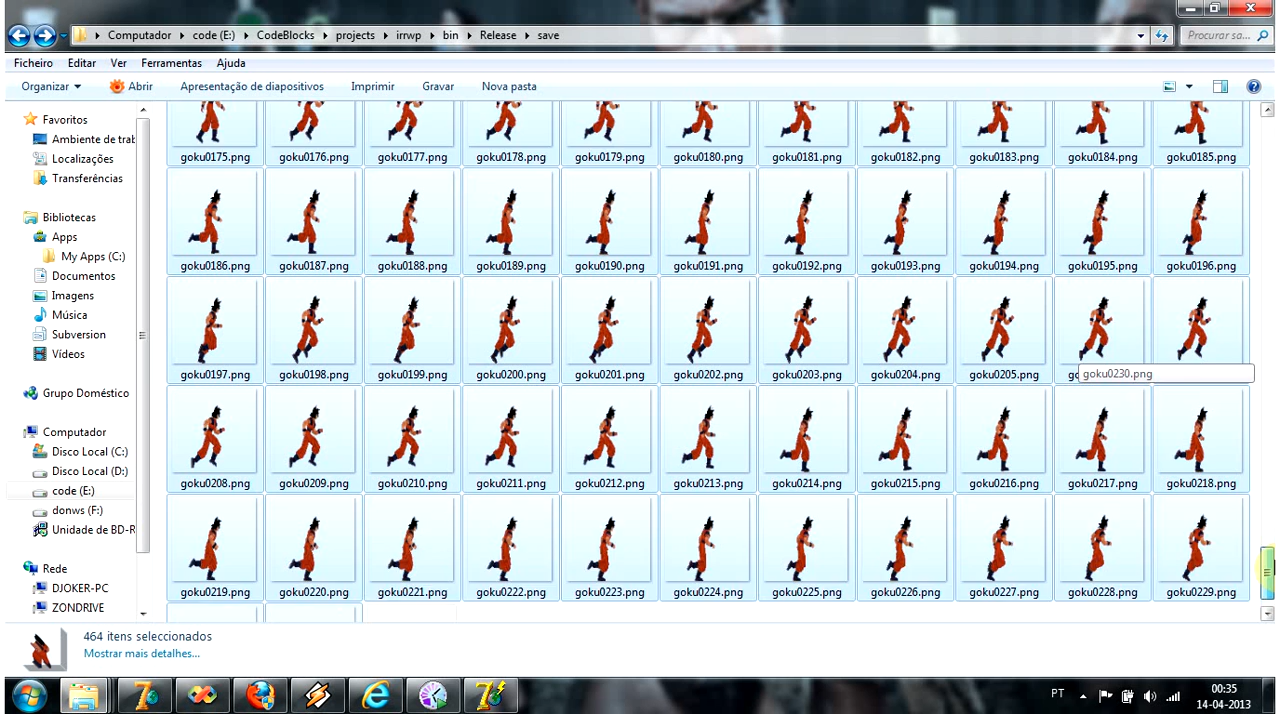 Computador code (E:) CodeBlocks projects irrwp bin Release save Procurar sa...
Ficheiro Editar Ver Ferramentas Ajuda
Organizar Abrir Apresentação de diapositivos Imprimir Gravar Nova pasta
Favoritos
Ambiente de trab
Localizações
Transferências
Bibliotecas
Apps
My Apps (C:)
Documentos
Imagens
Música
Subversion
Vídeos
Grupo Doméstico
Computador
Disco Local (C:)
Disco Local (D:)
code (E:)
donws (F:)
Unidade de BD-R
Rede
DJOKER-PC
ZONDRIVE
goku0175.png goku0176.png goku0177.png goku0178.png goku0179.png goku0180.png goku0181.png goku0182.png goku0183.png goku0184.png goku0185.png
goku0186.png goku0187.png goku0188.png goku0189.png goku0190.png goku0191.png goku0192.png goku0193.png goku0194.png goku0195.png goku0196.png
goku0197.png goku0198.png goku0199.png goku0200.png goku0201.png goku0202.png goku0203.png goku0204.png goku0205.png goku0230.png
goku0208.png goku0209.png goku0210.png goku0211.png goku0212.png goku0213.png goku0214.png goku0215.png goku0216.png goku0217.png goku0218.png
goku0219.png goku0220.png goku0221.png goku0222.png goku0223.png goku0224.png goku0225.png goku0226.png goku0227.png goku0228.png goku0229.png
464 itens seleccionados
Mostrar mais detalhes...
PT
00:35
14-04-2013